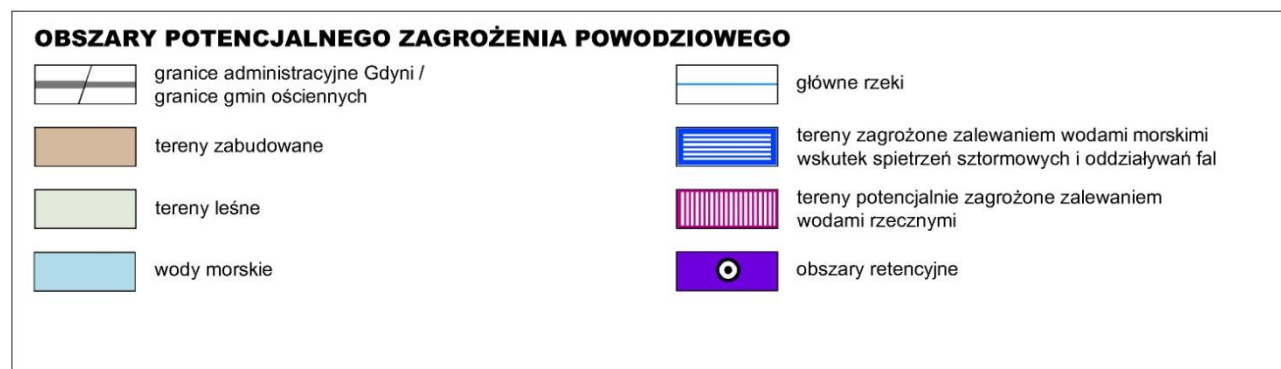 OBSZARY POTENCJALNEGO ZAGROŻENIA POWODZIOWEGO
granice administracyjne Gdyni /
granice gmin ościennych
tereny zabudowane
tereny leśne
wody morskie
główne rzeki
tereny zagrożone zalewaniem wodami morskimi
wskutek spietrzeń sztormowych i oddziaływań fal
tereny potencjalnie zagrożone zalewaniem
wodami rzecznymi
obszary retencyjne